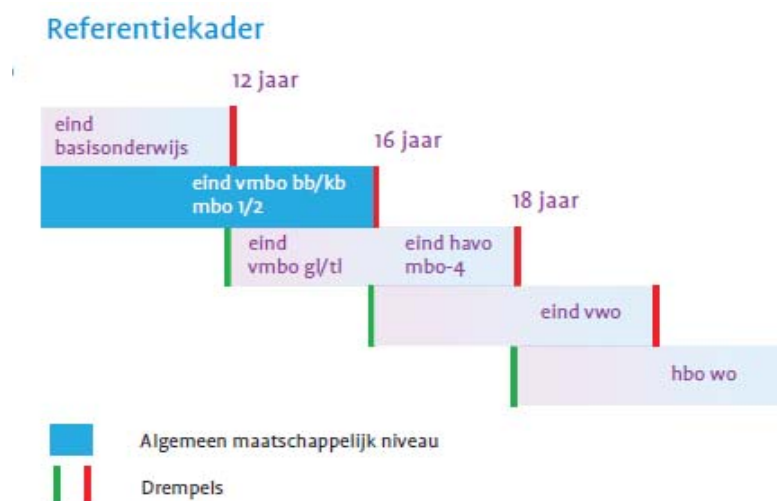 Referentiekader
12 jaar
eind
basisonderwijs
16 jaar
eind vmbo bb/kb
mbo 1/2
18 jaar
eind
vmbo gl/tl
eind havo
mbo-4
eind vwo
hbo wo
Algemeen maatschappelijk niveau
Drempels